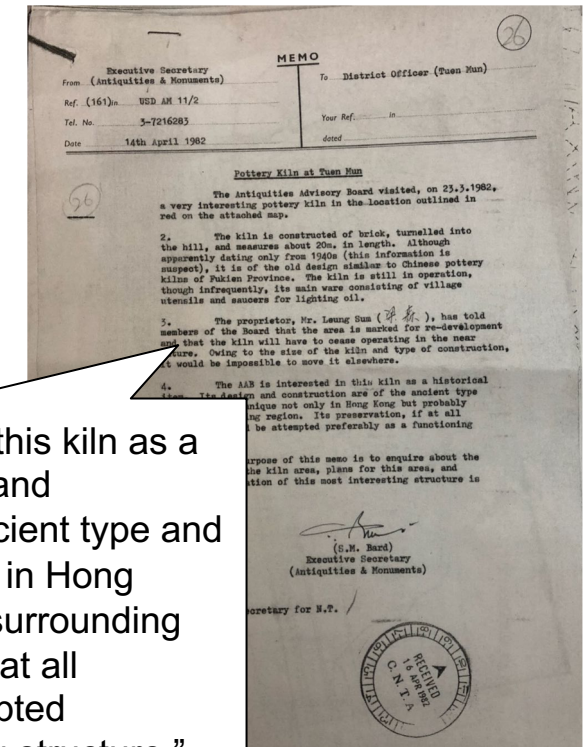 26
MEMO
From Executive Secretary
(Antiquities & Monuments)
To District Officer (Tuen Mun)
Ref. (161)in USD AM 11/2
Tel. No. 3-7216283
Your Ref. in
Date 14th April 1982
dated
26
Pottery Kiln at Tuen Mun
The Antiquities Advisory Board visited, on 23.3.1982,
a very interesting pottery kiln in the location outlined in
red on the attached map.
2. The kiln is constructed of brick, turnelled into
the hill, and measures about 20m. in length. Although
apparently dating only from 1940s (this information is
suspect), it is of the old design similar to Chinese pottery
kilns of Fukien Province. The kiln is still in operation,
though infrequently, its main ware consisting of village
utensils and saucers for lighting oil.
3. The proprietor, Mr. Leung Sum ( ), has told
members of the Board that the area is marked for re-development
and that the kiln will have to cease operating in the near
future. Owing to the size of the kiln and type of construction,
it would be impossible to move it elsewhere.
4. The AAB is interested in this kiln as a historical
item. Its design and construction are of the ancient type
unique not only in Hong Kong but probably
ing region. Its preservation, if at all
be attempted preferably as a functioning
urpose of this memo is to enquire about the
the kiln area, plans for this area, and
ation of this most interesting structure is
(S.M. Bard)
Executive Secretary
(Antiquities & Monuments)
ecretary for N.T.
RECEIVED
16 APR 1982
C. N. T. A
this kiln as a
and
cient type and
in Hong
surrounding
at all
pted
structure."